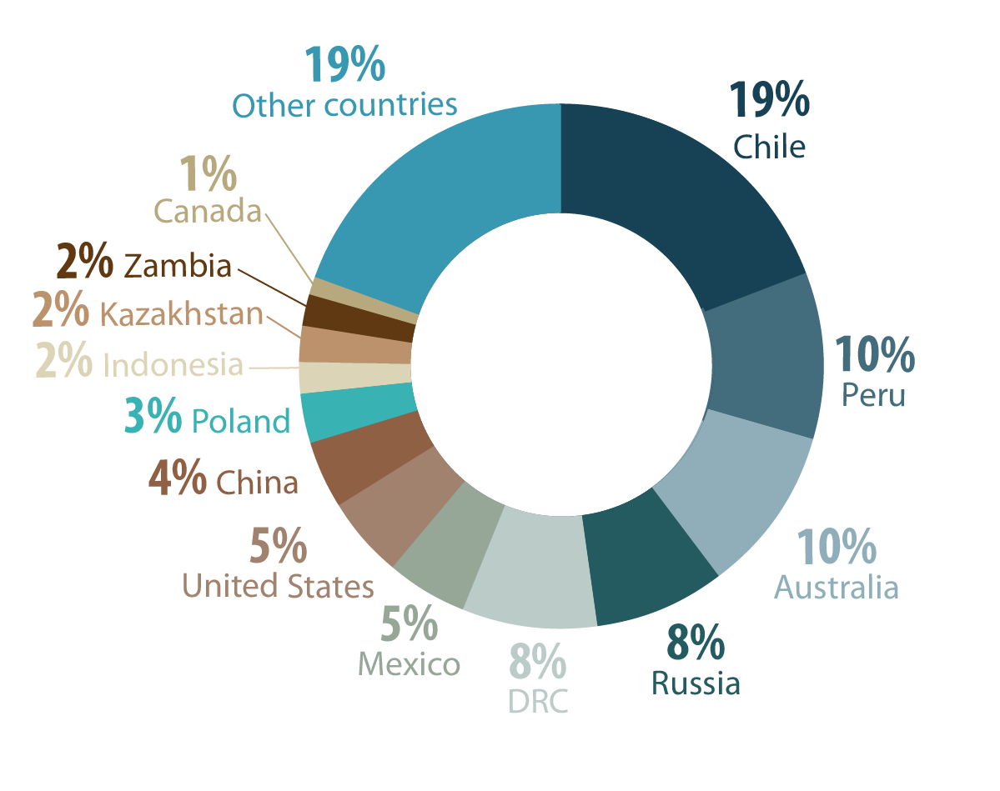 19%
Other countries
19%
Chile
1%
Canada
2% Zambia
2% Kazakhstan
2% Indonesia
10%
Peru
3% Poland
4% China
5%
United States
10%
Australia
5%
Mexico
8%
DRC
8%
Russia